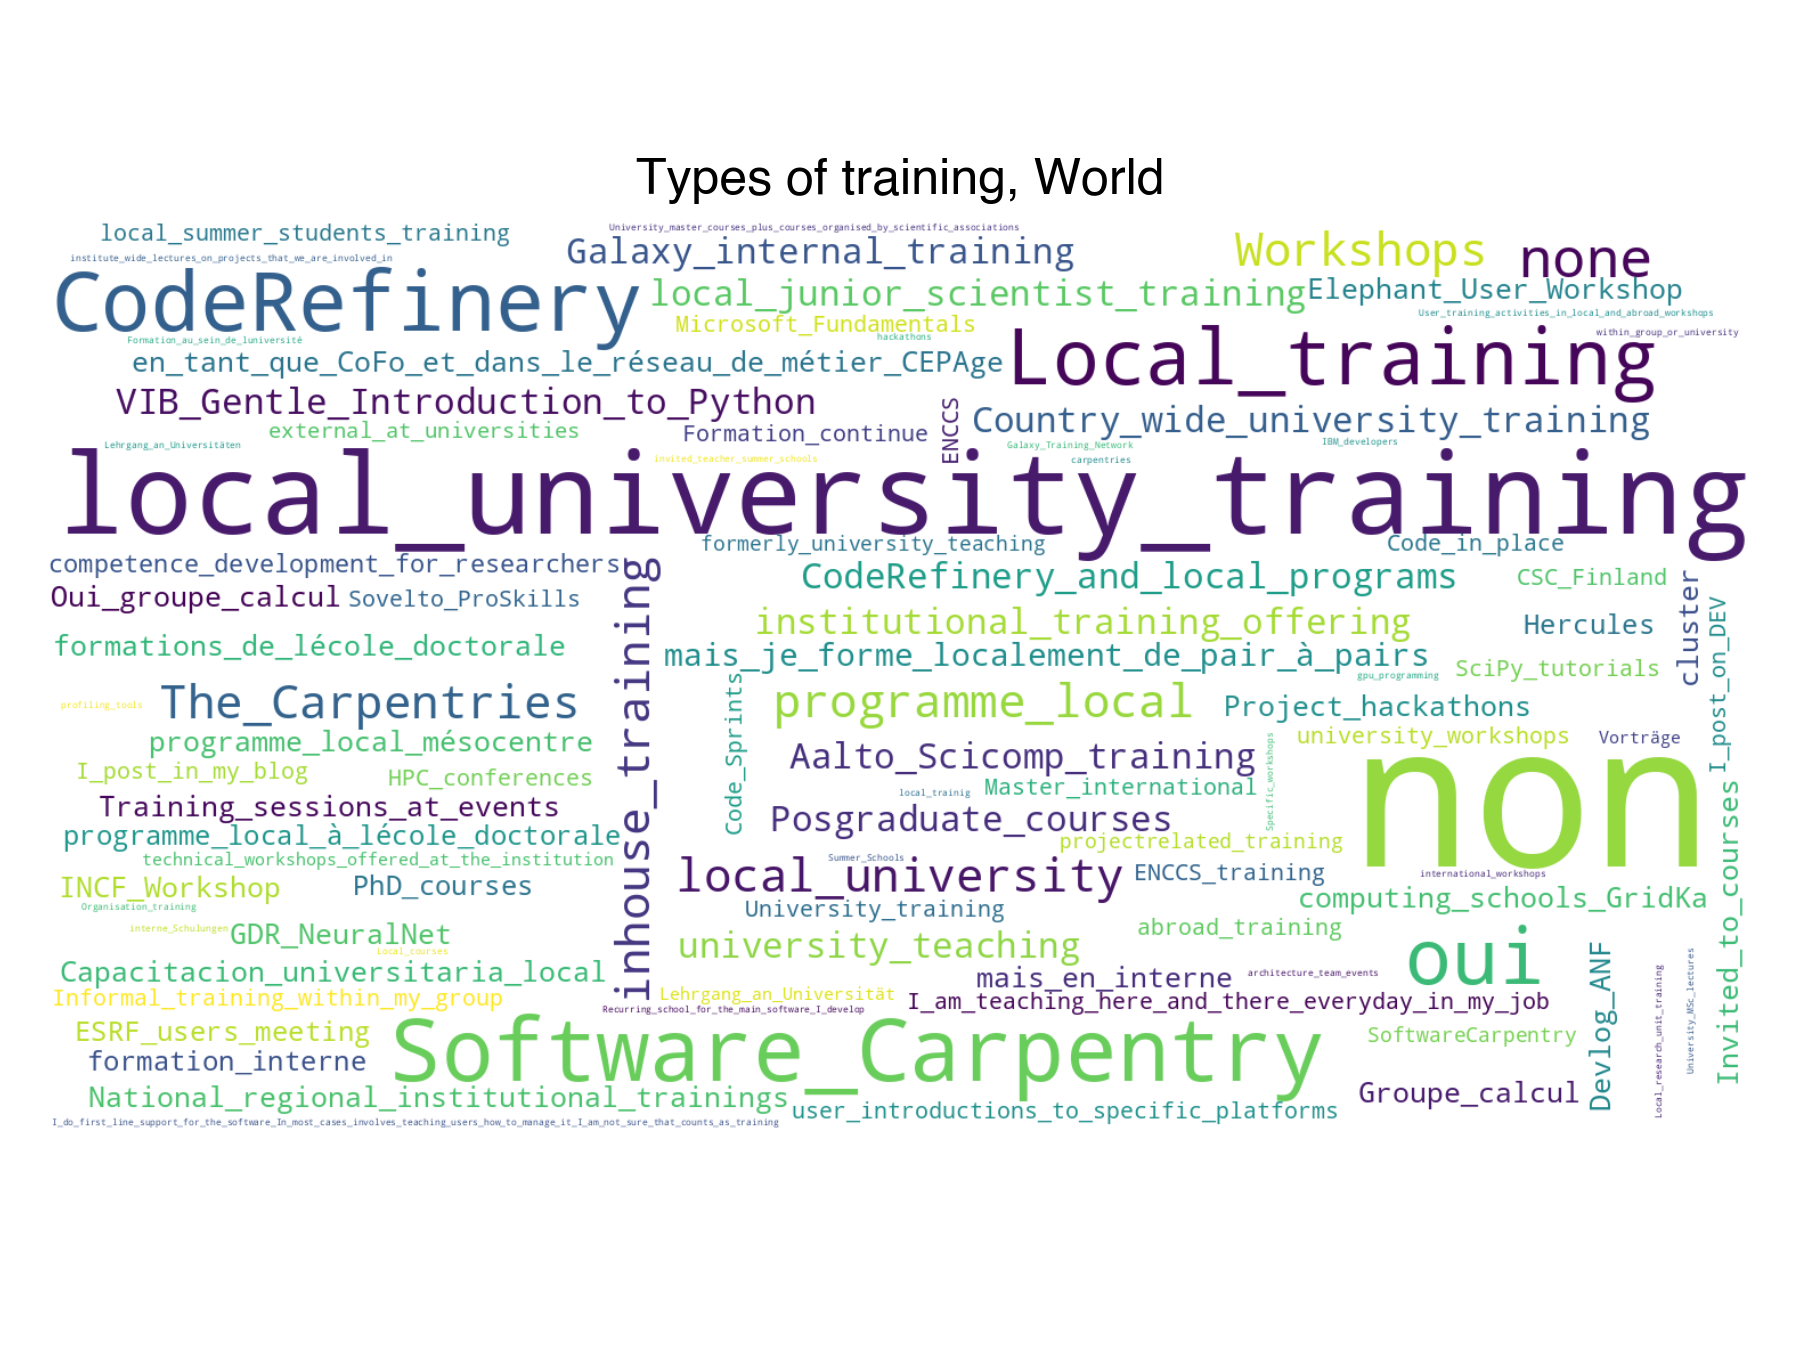 Types of training, World
local_summer_students_training
University_master_courses_plus_courses_organised_by_scientific_associations
Galaxy_internal_training
Workshops
none
institute_wide_lectures_on_projects_that_we_are_involved_in
CodeRefinery
local_junior_scientist_training
Elephant_User_Workshop
Microsoft_Fundamentals
User_training_activities_in_local_and_abroad_workshops
Formation_au_sein_de_luniversité
hackathons
within_group_or_university
en_tant_que_CoFo_et_dans_le_réseau_de_métier_CEPAge
Local_training
VIB_Gentle_Introduction_to_Python
ENCCS
Country_wide_university_training
external_at_universities
Formation_continue
Lehrgang_an_Universitäten
invited_teacher_summer_schools
Galaxy_Training_Network
IBM_developers
carpentries
local_university_training
formerly_university_teaching
Code_in_place
competence_development_for_researchers
inhouse_training
CodeRefinery_and_local_programs
CSC_Finland
cluster
Oui_groupe_calcul
Sovelto_ProSkills
institutional_training_offering
Hercules
I_post_on_DEV
formations_de_lécole_doctorale
mais_je_forme_localement_de_pair_à_pairs
SciPy_tutorials
gpu_programming
profiling_tools
The_Carpentries
Code_Sprints
programme_local
Project_hackathons
programme_local_mésocentre
Aalto_Scicomp_training
Specific_workshops
university_workshops
Vorträge
I_post_in_my_blog
HPC_conferences
Master_international
local_trainig
non
Training_sessions_at_events
Posgraduate_courses
Invited_to_courses
programme_local_à_lécole_doctorale
projectrelated_training
technical_workshops_offered_at_the_institution
Summer_Schools
local_university
ENCCS_training
international_workshops
INCF_Workshop
PhD_courses
computing_schools_GridKa
Organisation_training
University_training
interne_Schulungen
GDR_NeuralNet
abroad_training
Local_courses
university_teaching
oui
Capacitacion_universitaria_local
mais_en_interne
architecture_team_events
Devlog_ANF
Local_research_unit_training
University_MSc_lectures
Informal_training_within_my_group
Lehrgang_an_Universität
I_am_teaching_here_and_there_everyday_in_my_job
Recurring_school_for_the_main_software_I_develop
ESRF_users_meeting
Software_Carpentry
SoftwareCarpentry
formation_interne
Groupe_calcul
National_regional_institutional_trainings
user_introductions_to_specific_platforms
I_do_first_line_support_for_the_software_In_most_cases_involves_teaching_users_how_to_manage_it_I_am_not_sure_that_counts_as_training